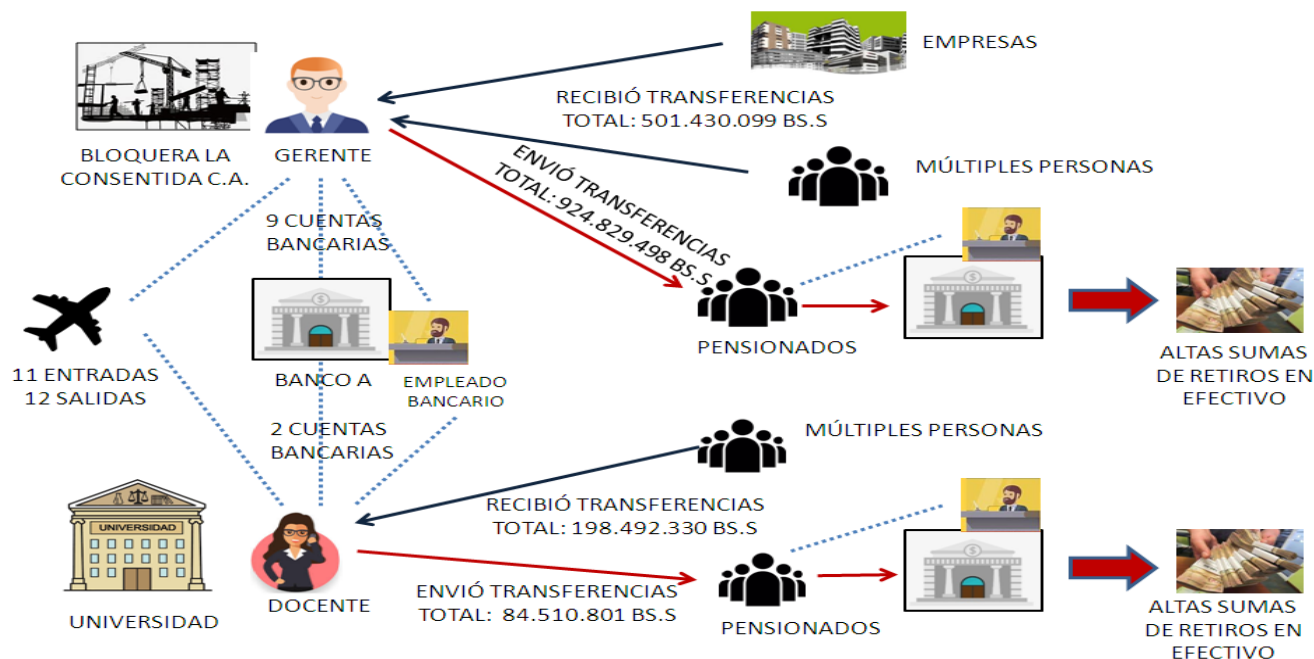 EMPRESAS
RECIBIÓ TRANSFERENCIAS
TOTAL: 501.430.099 BS.S
BLOQUERA LA
CONSENTIDA C.A.
GERENTE
MÚLTIPLES PERSONAS
ENVIÓ TRANSFERENCIAS
TOTAL: 924.829.498 BS.S
9 CUENTAS
BANCARIAS
PENSIONADOS
11 ENTRADAS
12 SALIDAS
BANCO A
EMPLEADO
BANCARIO
ALTAS SUMAS
DE RETIROS EN
EFECTIVO
2 CUENTAS
BANCARIAS
MÚLTIPLES PERSONAS
RECIBIÓ TRANSFERENCIAS
TOTAL: 198.492.330 BS.S
UNIVERSIDAD
UNIVERSIDAD
DOCENTE
ENVIÓ TRANSFERENCIAS
TOTAL: 84.510.801 BS.S
PENSIONADOS
ALTAS SUMAS
DE RETIROS EN
EFECTIVO